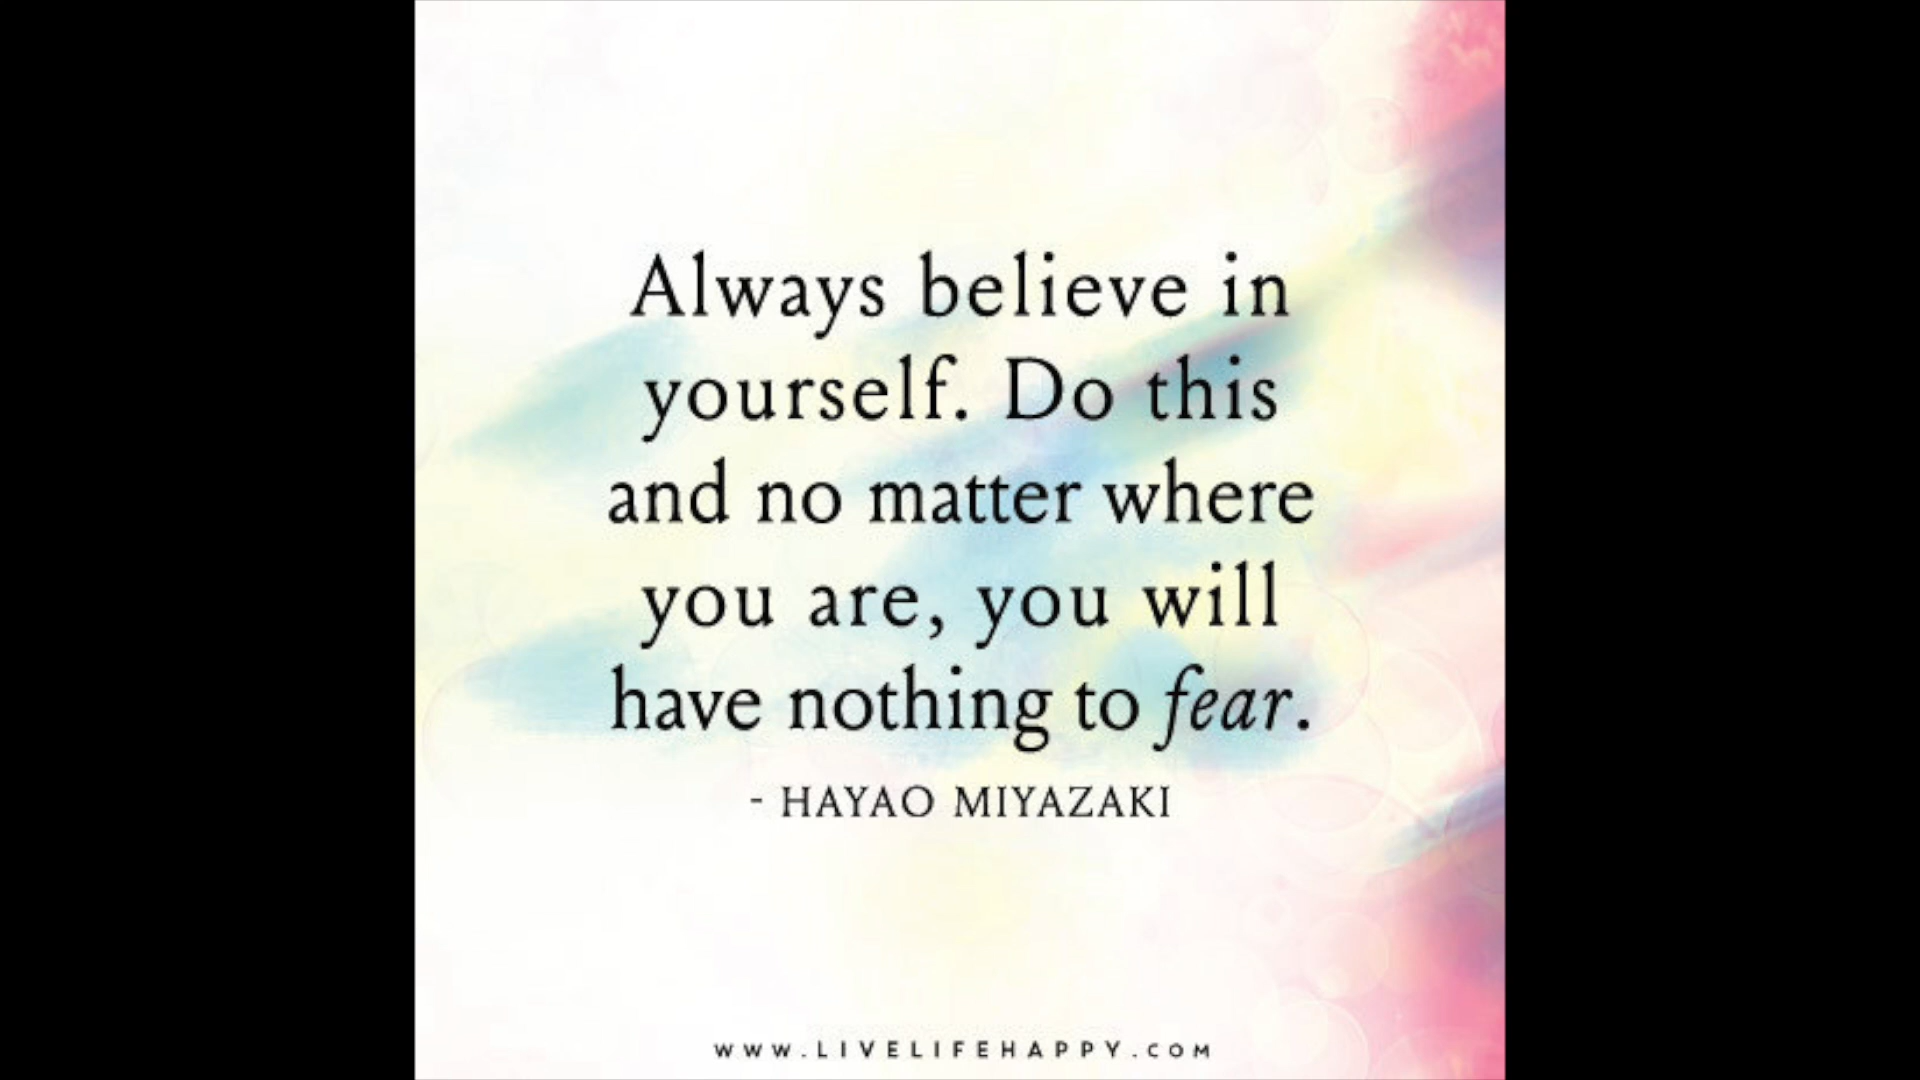 Always believe in
yourself. Do this
and no matter where
you are, you will
have nothing to fear.
- HAYAO MIYAZAKI
WWW.LIVELIFEHAPPY.COM